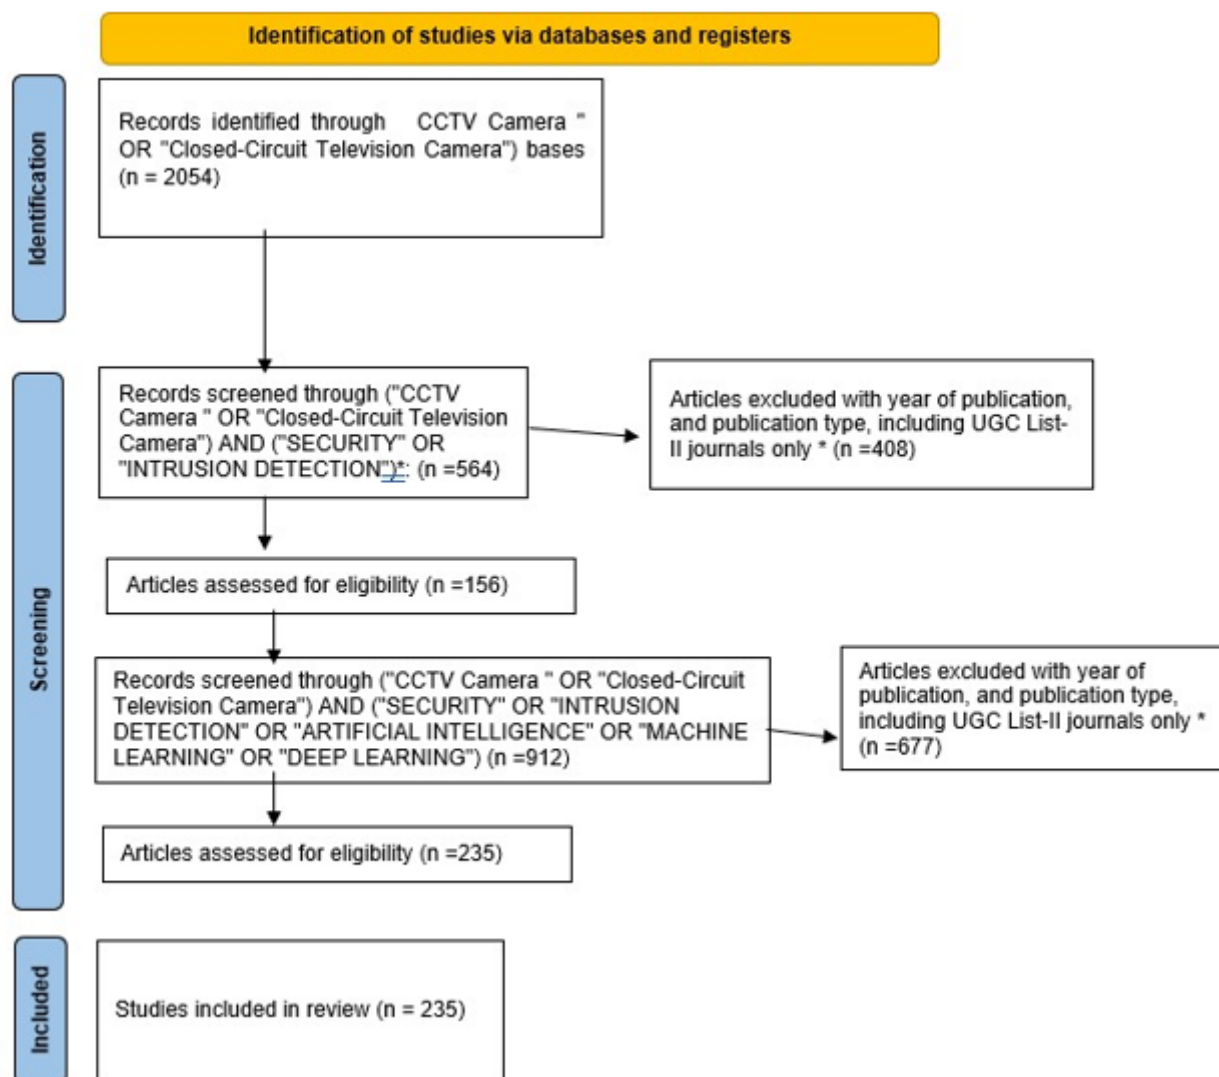 Identification of studies via databases and registers
Identification
Records identified through CCTV Camera "
OR "Closed-Circuit Television Camera") bases
(n = 2054)
Screening
Records screened through ("CCTV
Camera " OR "Closed-Circuit Television
Camera") AND ("SECURITY" OR
"INTRUSION DETECTION")*: (n =564)
Articles excluded with year of publication,
and publication type, including UGC List-
II journals only * (n =408)
Articles assessed for eligibility (n =156)
Records screened through ("CCTV Camera " OR "Closed-Circuit
Television Camera") AND ("SECURITY" OR "INTRUSION
DETECTION" OR "ARTIFICIAL INTELLIGENCE" OR "MACHINE
LEARNING" OR "DEEP LEARNING") (n =912)
Articles excluded with year of
publication, and publication type,
including UGC List-II journals only *
(n =677)
Articles assessed for eligibility (n =235)
Included
Studies included in review (n = 235)